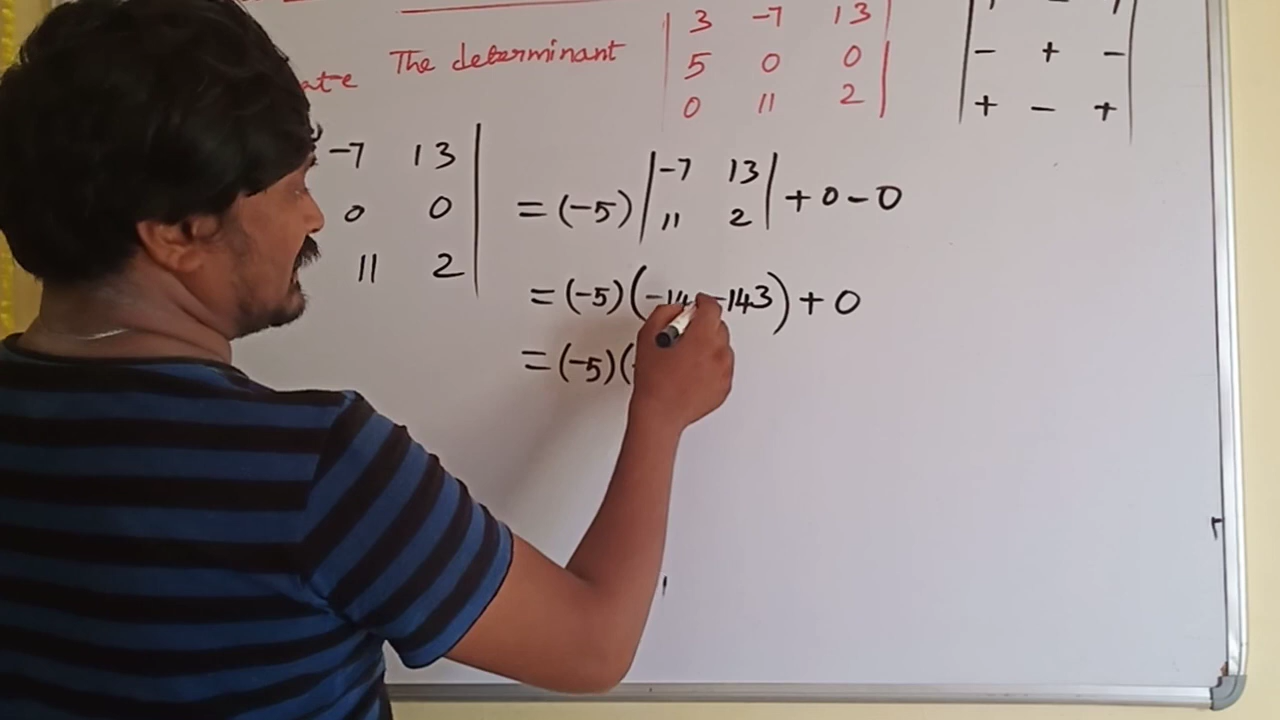 The determinant | 3 -7 13 |
| 5 0 0 |
| 0 11 2 |
| - + - |
| + - + |
-7 13 |
0 0 |
11 2 |
= (-5) | -7 13 | + 0 - 0
| 11 2 |
= (-5) (-14 -143) + 0
= (-5) (